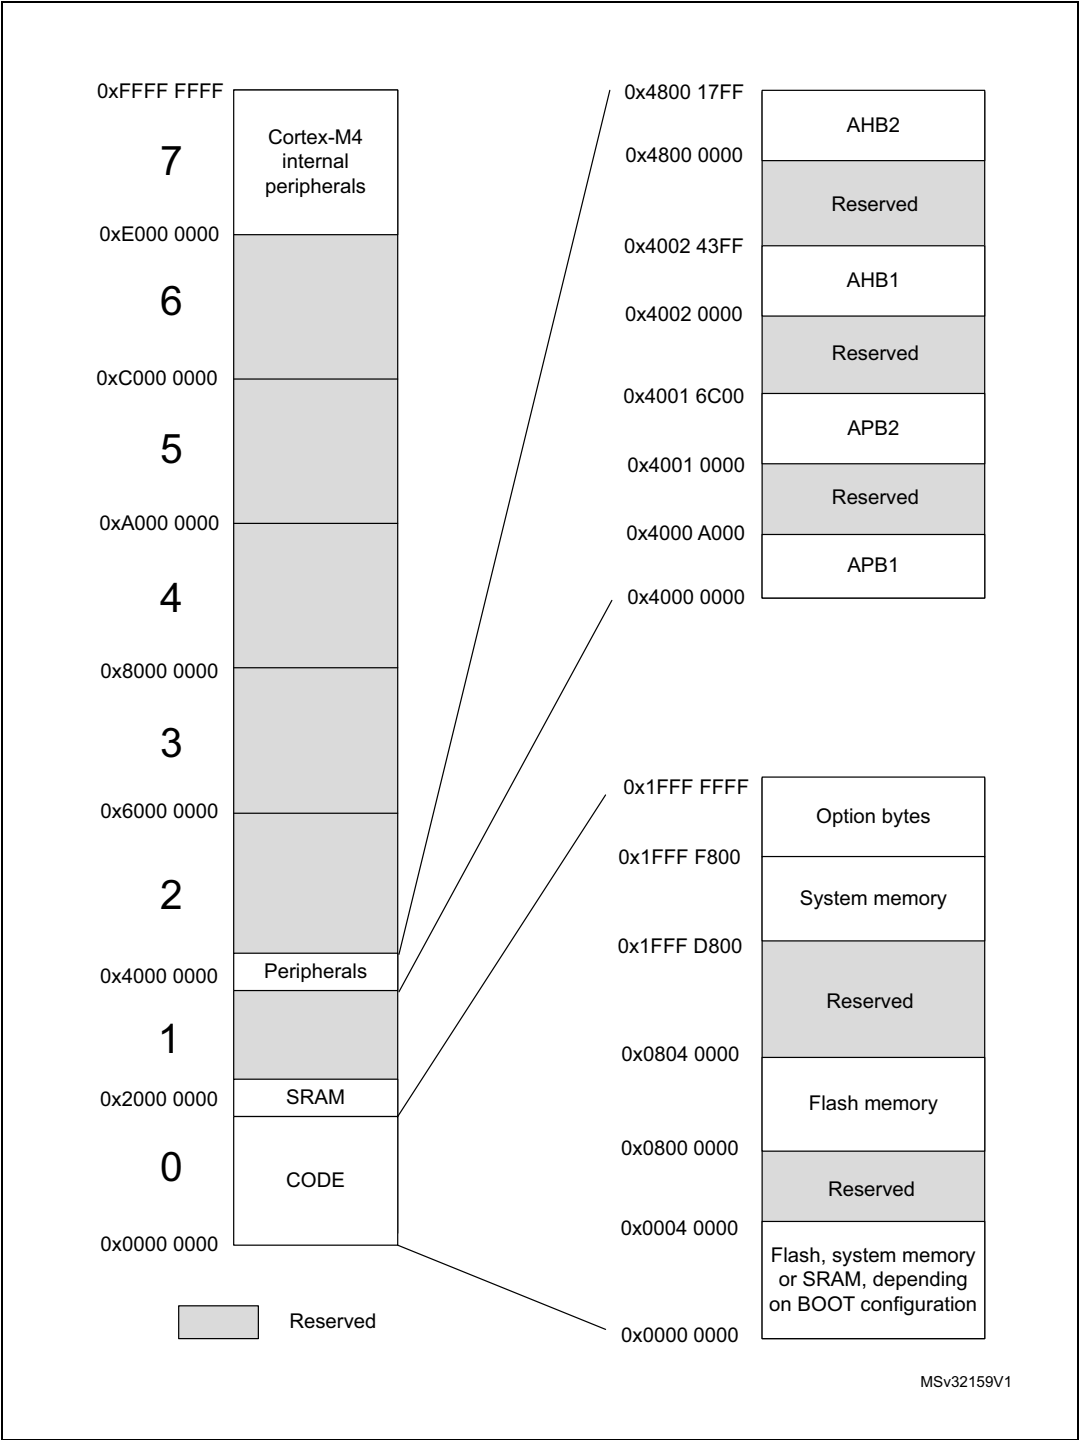 0xFFFF FFFF
7
Cortex-M4
internal
peripherals
0xE000 0000
6
0xC000 0000
5
0xA000 0000
4
0x8000 0000
3
0x6000 0000
2
0x4000 0000
Peripherals
1
0x2000 0000
SRAM
0
CODE
0x0000 0000
Reserved
0x4800 17FF
AHB2
0x4800 0000
Reserved
0x4002 43FF
AHB1
0x4002 0000
Reserved
0x4001 6C00
APB2
0x4001 0000
Reserved
0x4000 A000
APB1
0x4000 0000
0x1FFF FFFF
Option bytes
0x1FFF F800
System memory
0x1FFF D800
Reserved
0x0804 0000
Flash memory
0x0800 0000
Reserved
0x0004 0000
Flash, system memory
or SRAM, depending
on BOOT configuration
0x0000 0000
MSv32159V1